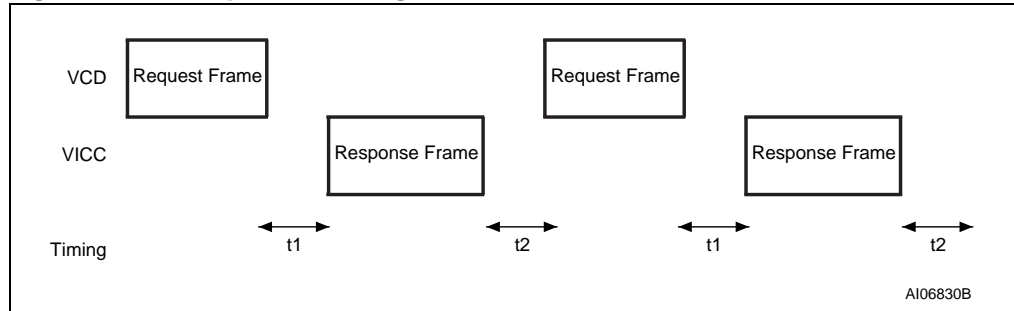 VCD Request Frame Request Frame
VICC Response Frame Response Frame
Timing t1 t2 t1 t2
AI06830B